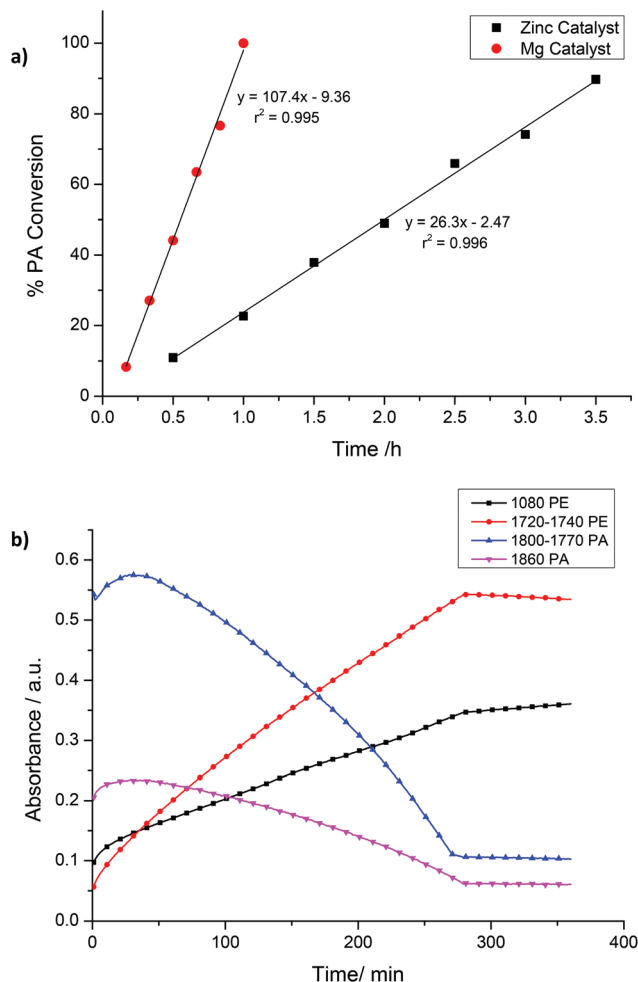 a)
Zinc Catalyst
Mg Catalyst
100
80
60
40
20
0
% PA Conversion
y = 107.4x - 9.36
r² = 0.995
y = 26.3x - 2.47
r² = 0.996
0.0 0.5 1.0 1.5 2.0 2.5 3.0 3.5
Time /h
b)
1080 PE
1720-1740 PE
1800-1770 PA
1860 PA
0.6
0.5
0.4
0.3
0.2
0.1
0.0
Absorbance / a.u.
0 100 200 300 400
Time/ min